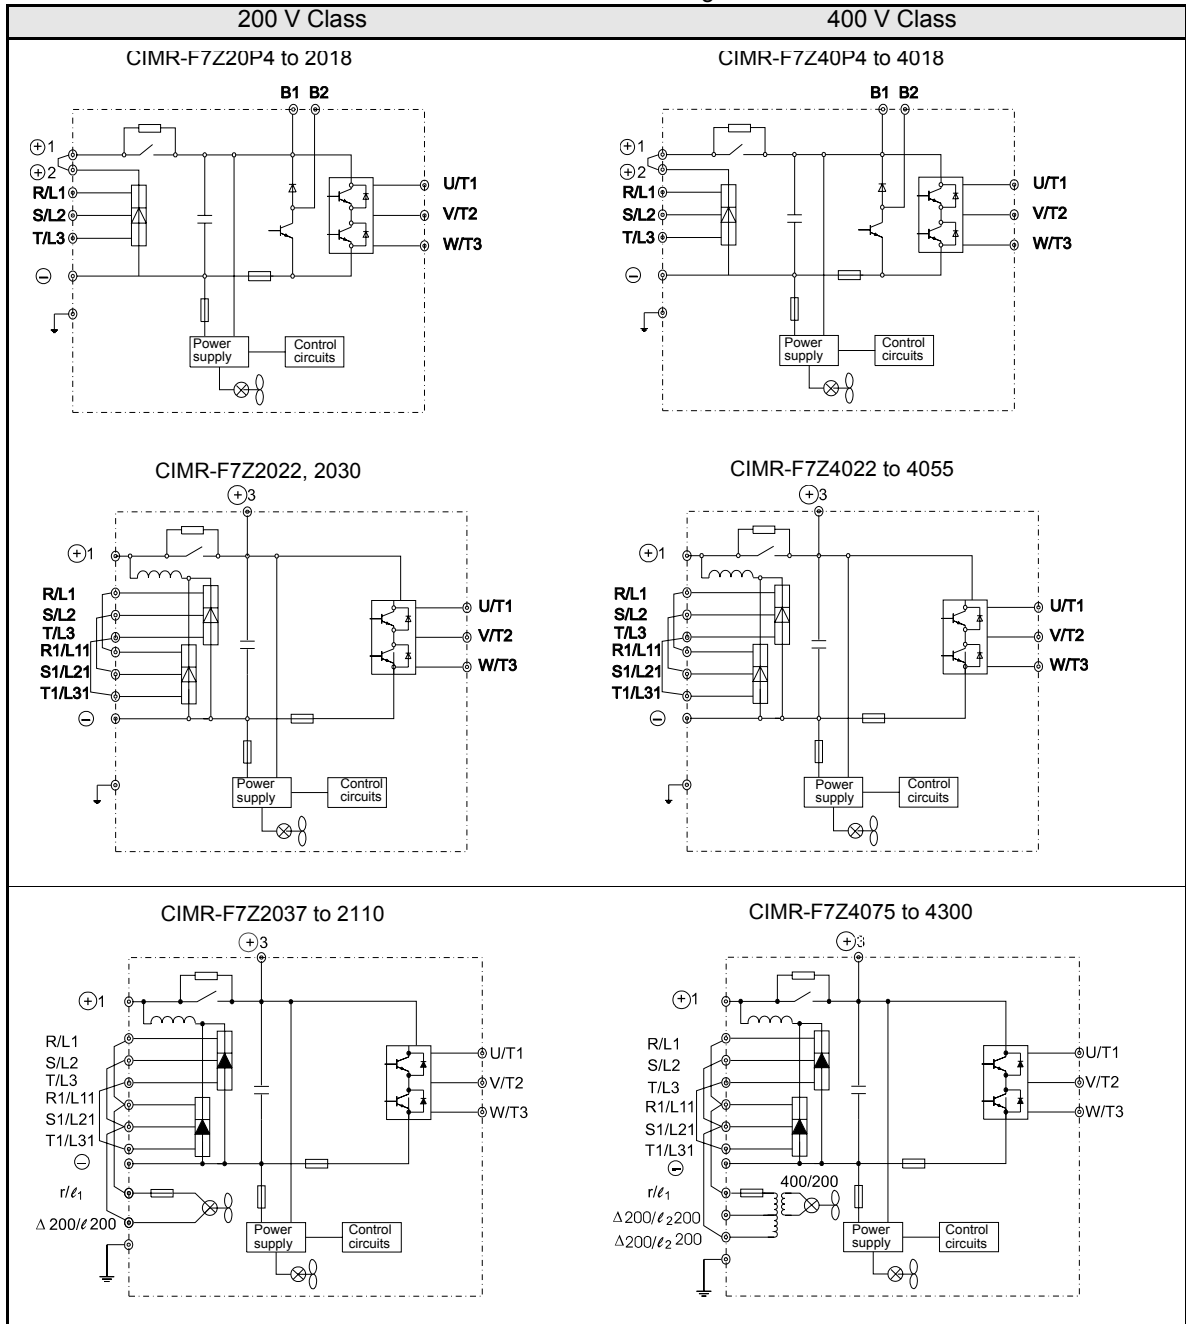 200 V Class 400 V Class
CIMR-F7Z20P4 to 2018
B1 B2
+1
+2
R/L1
S/L2
T/L3
−
U/T1
V/T2
W/T3
Power supply
Control circuits
CIMR-F7Z40P4 to 4018
B1 B2
+1
+2
R/L1
S/L2
T/L3
−
U/T1
V/T2
W/T3
Power supply
Control circuits
CIMR-F7Z2022, 2030
+3
+1
R/L1
S/L2
T/L3
R1/L11
S1/L21
T1/L31
−
U/T1
V/T2
W/T3
Power supply
Control circuits
CIMR-F7Z4022 to 4055
+3
+1
R/L1
S/L2
T/L3
R1/L11
S1/L21
T1/L31
−
U/T1
V/T2
W/T3
Power supply
Control circuits
CIMR-F7Z2037 to 2110
+3
+1
R/L1
S/L2
T/L3
R1/L11
S1/L21
T1/L31
−
r/ℓ1
Δ200/ℓ200
U/T1
V/T2
W/T3
Power supply
Control circuits
CIMR-F7Z4075 to 4300
+3
+1
R/L1
S/L2
T/L3
R1/L11
S1/L21
T1/L31
−
r/ℓ1
Δ200/ℓ2200
Δ200/ℓ2 200
400/200
U/T1
V/T2
W/T3
Power supply
Control circuits